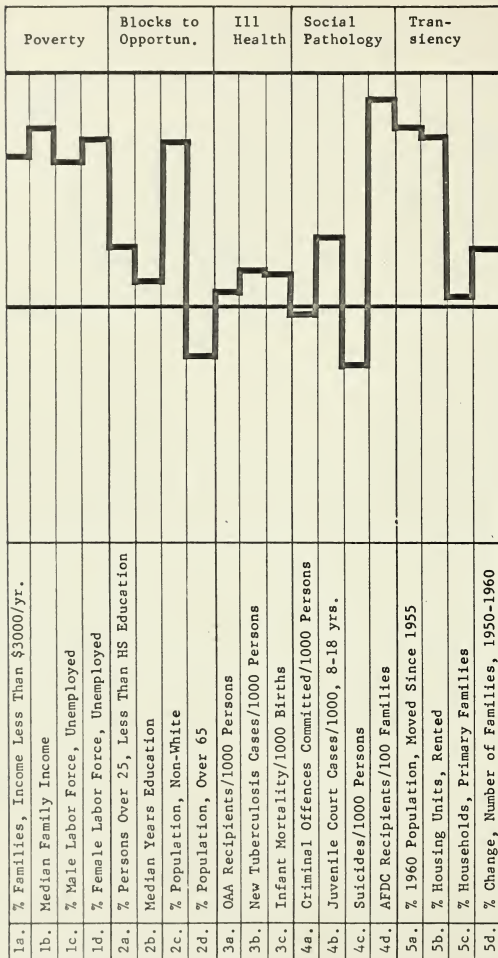 Poverty
Blocks to
Opportun.
Ill
Health
Social
Pathology
Tran-
siency
1a. % Families, Income Less Than $3000/yr.
1b. Median Family Income
1c. % Male Labor Force, Unemployed
1d. % Female Labor Force, Unemployed
2a. % Persons Over 25, Less Than HS Education
2b. Median Years Education
2c. % Population, Non-White
2d. % Population, Over 65
3a. OAA Recipients/1000 Persons
3b. New Tuberculosis Cases/1000 Persons
3c. Infant Mortality/1000 Births
4a. Criminal Offences Committed/1000 Persons
4b. Juvenile Court Cases/1000, 8-18 yrs.
4c. Suicides/1000 Persons
4d. AFDC Recipients/100 Families
5a. % 1960 Population, Moved Since 1955
5b. % Housing Units, Rented
5c. % Households, Primary Families
5d. % Change, Number of Families, 1950-1960